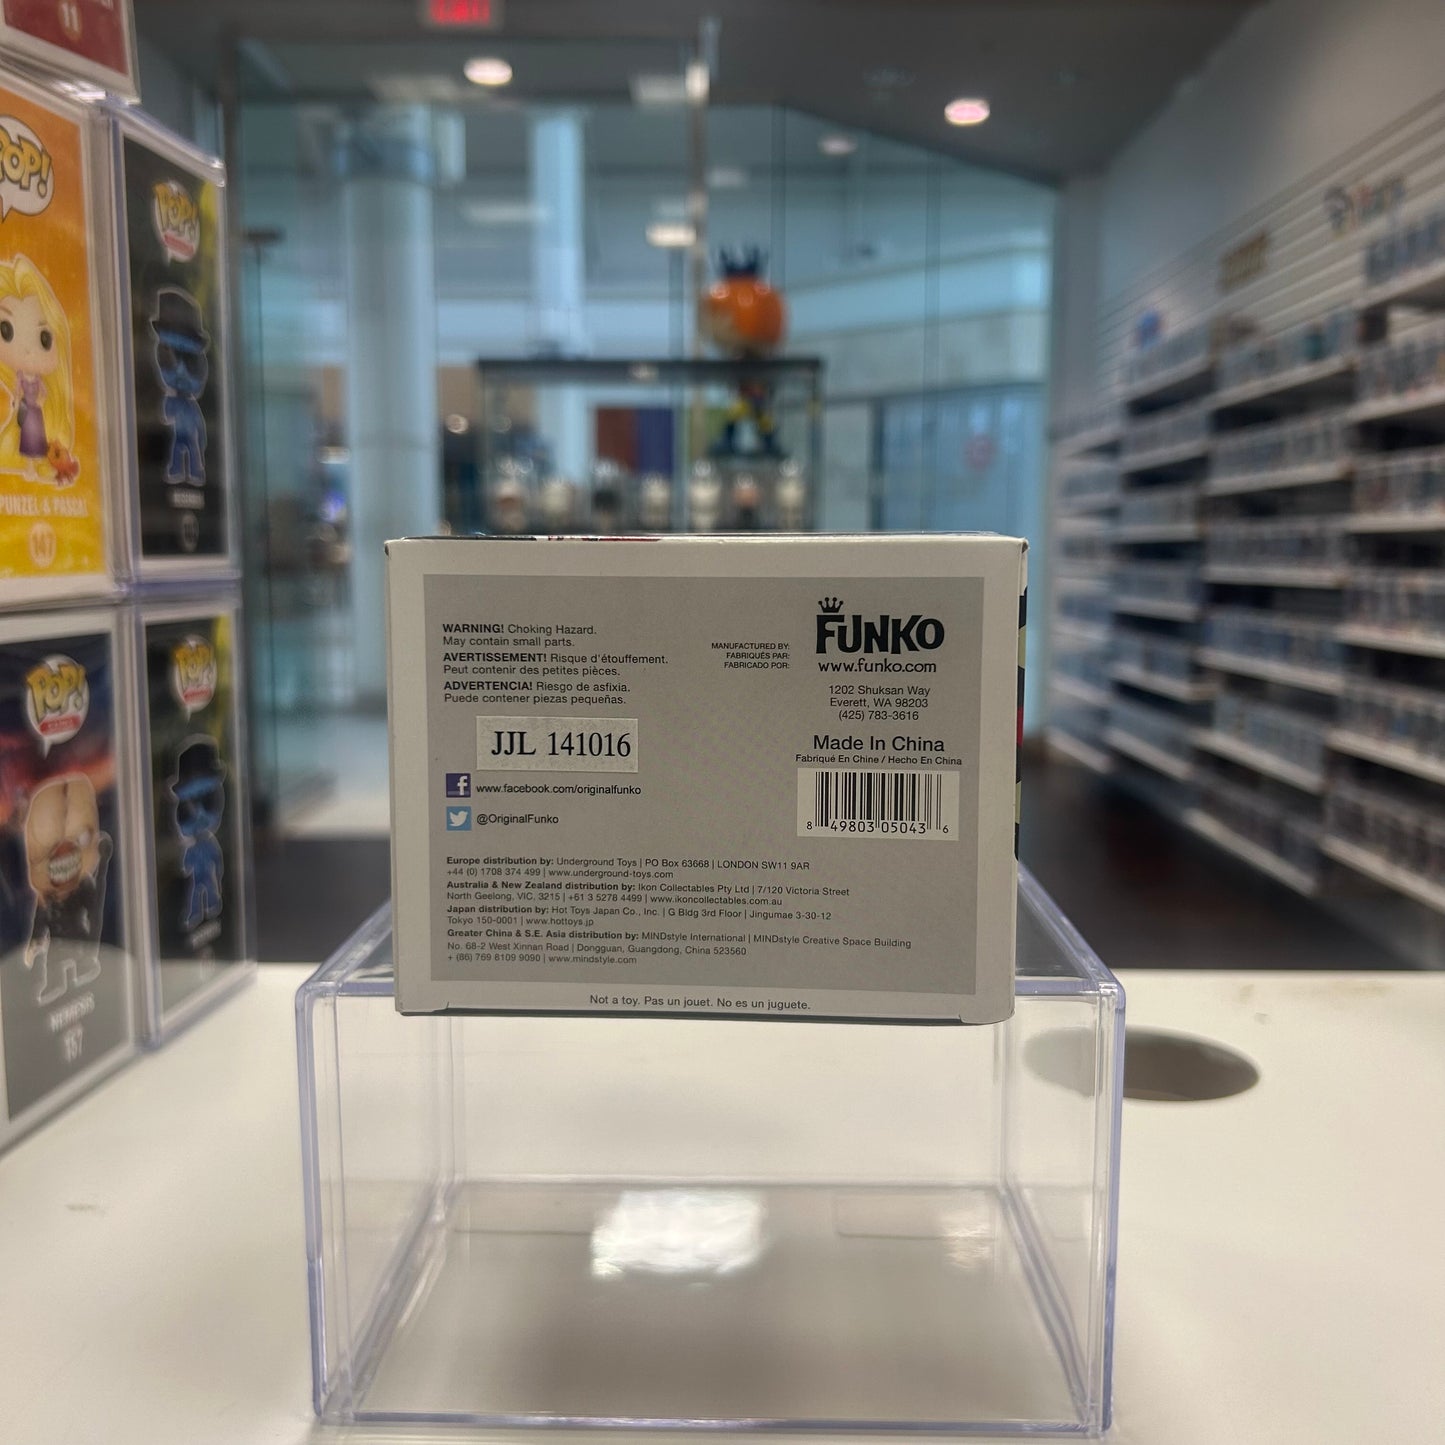 EXIT
11
POP!
RAPUNZEL & PASCAL
147
POP!
POP!
NEMESIS
157
POP!
WARNING! Choking Hazard.
May contain small parts.
AVERTISSEMENT! Risque d'étouffement.
Peut contenir des petites pièces.
ADVERTENCIA! Riesgo de asfixia.
Puede contener piezas pequeñas.
JJL 141016
www.facebook.com/originalfunko
@OriginalFunko
MANUFACTURED BY:
FABRIQUÉS PAR:
FABRICADO POR:
FUNKO
www.funko.com
1202 Shuksan Way
Everett, WA 98203
(425) 783-3616
Made In China
Fabriqué En Chine / Hecho En China
8 49803 05043 6
Europe distribution by: Underground Toys | PO Box 63668 | LONDON SW11 9AR
+44 (0) 1708 374 499 | www.underground-toys.com
Australia & New Zealand distribution by: Ikon Collectables Pty Ltd | 7/120 Victoria Street
North Geelong, VIC, 3215 | +61 3 5278 4499 | www.ikoncollectables.com.au
Japan distribution by: Hot Toys Japan Co., Inc. | G Bldg 3rd Floor | Jingumae 3-30-12
Tokyo 150-0001 | www.hottoys.jp
Greater China & S.E. Asia distribution by: MINDstyle International | MINDstyle Creative Space Building
No. 68-2 West Xinnan Road | Dongguan, Guangdong, China 523560
+ (86) 769 8109 9090 | www.mindstyle.com
Not a toy. Pas un jouet. No es un juguete.